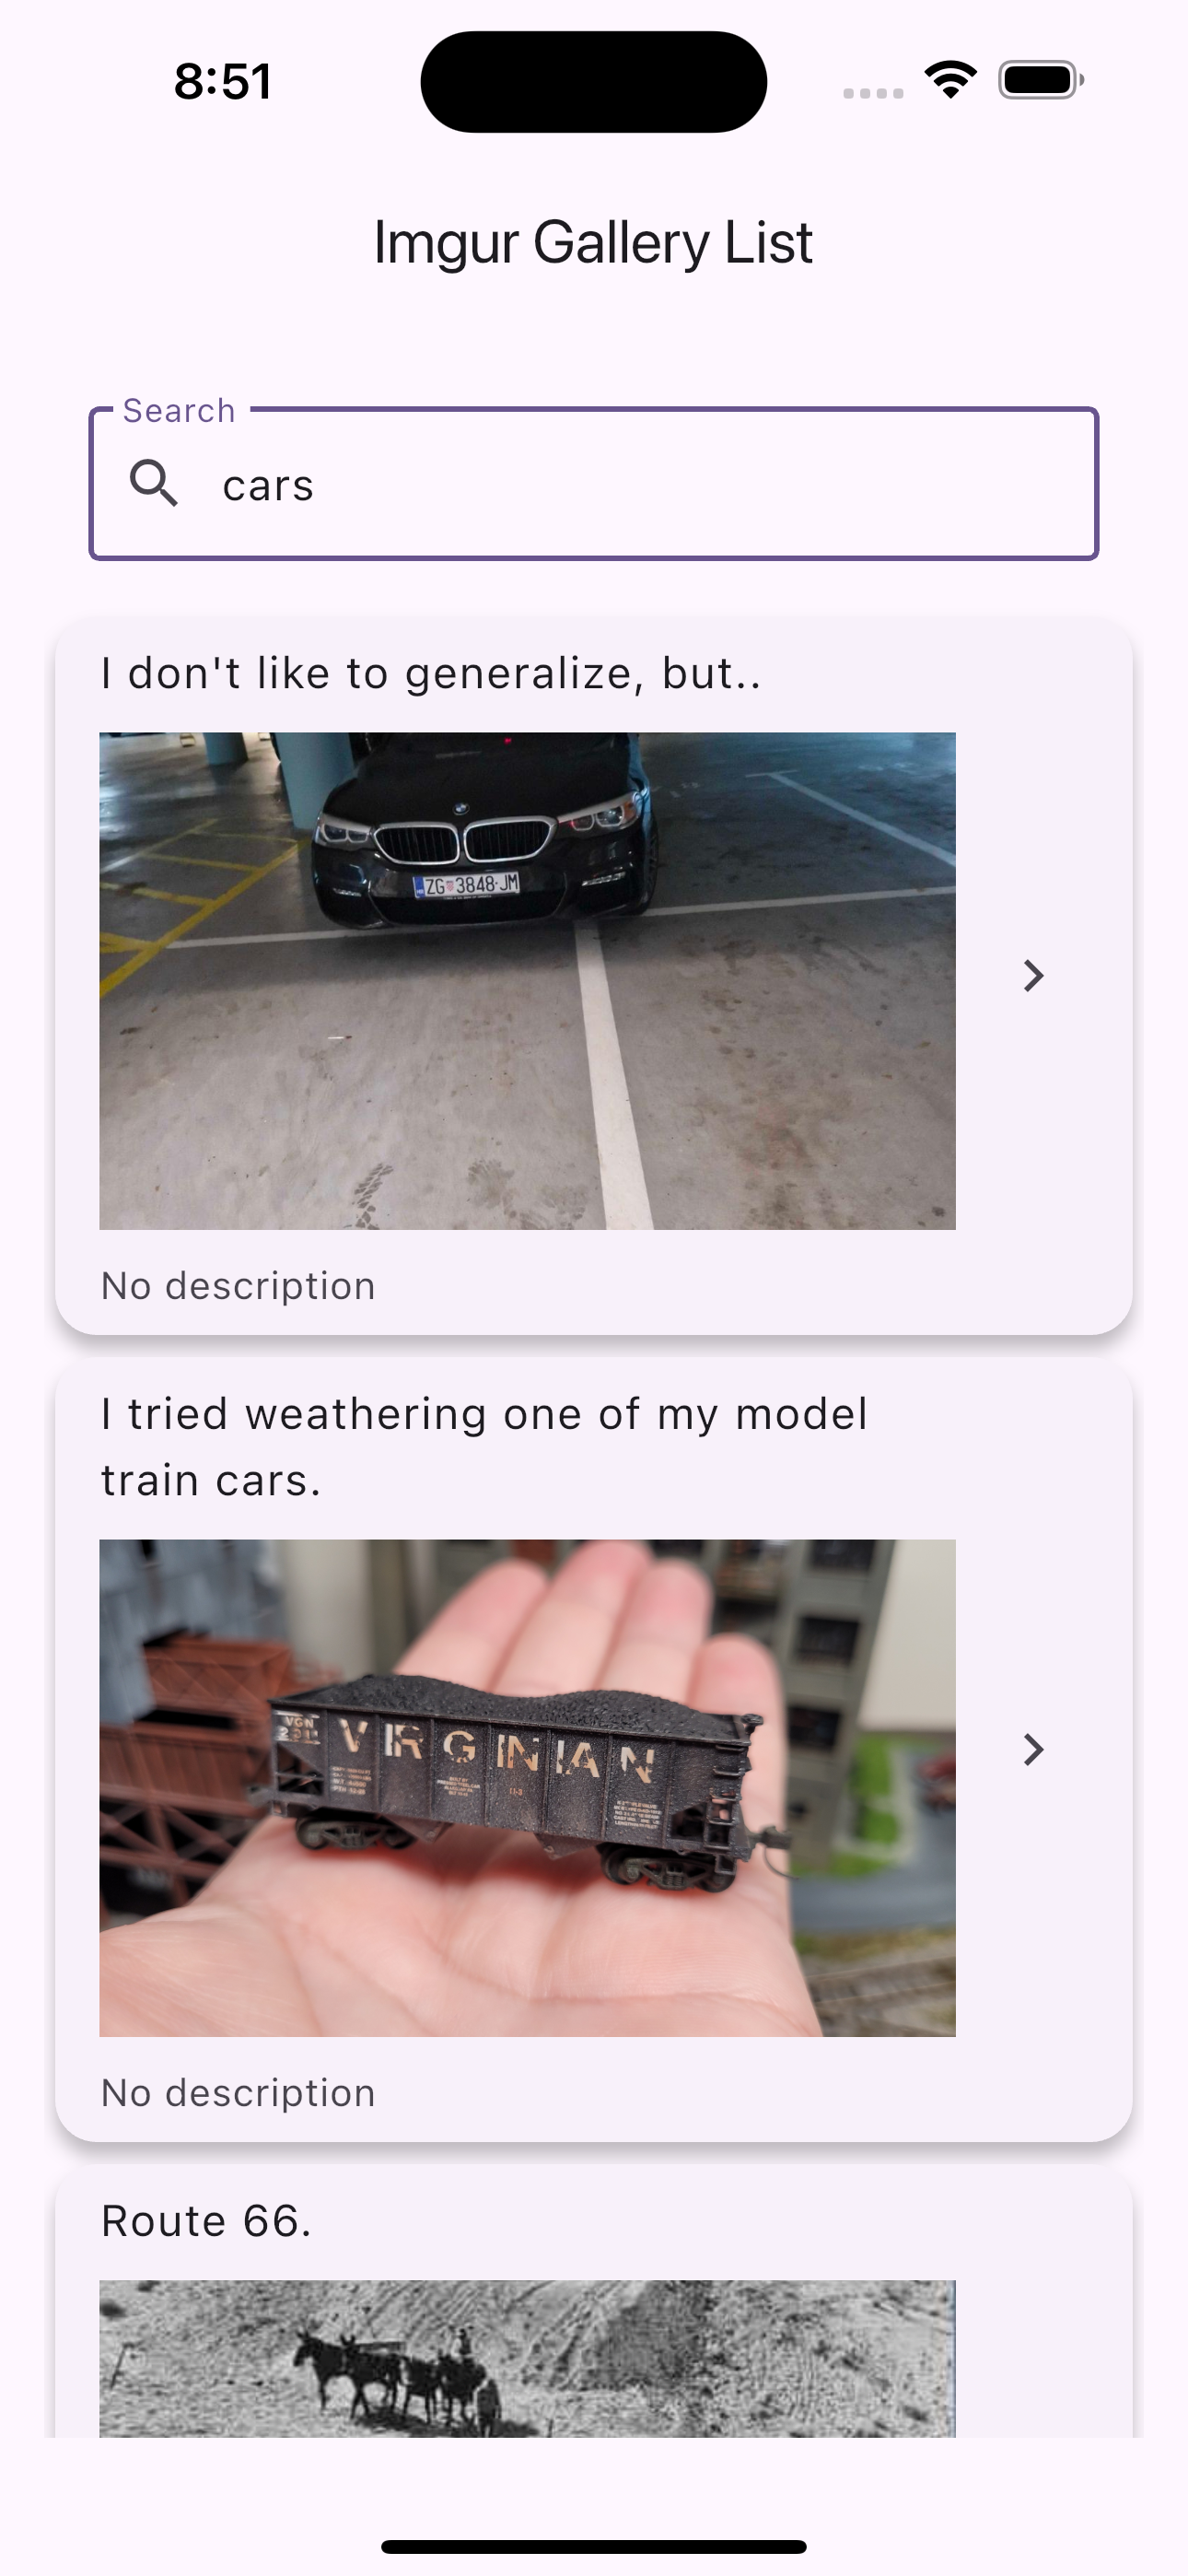 8:51
Imgur Gallery List
Search
cars
I don't like to generalize, but..
ZG 3848-JM
No description
I tried weathering one of my model
train cars.
VGN
VIRGINIAN
No description
Route 66.